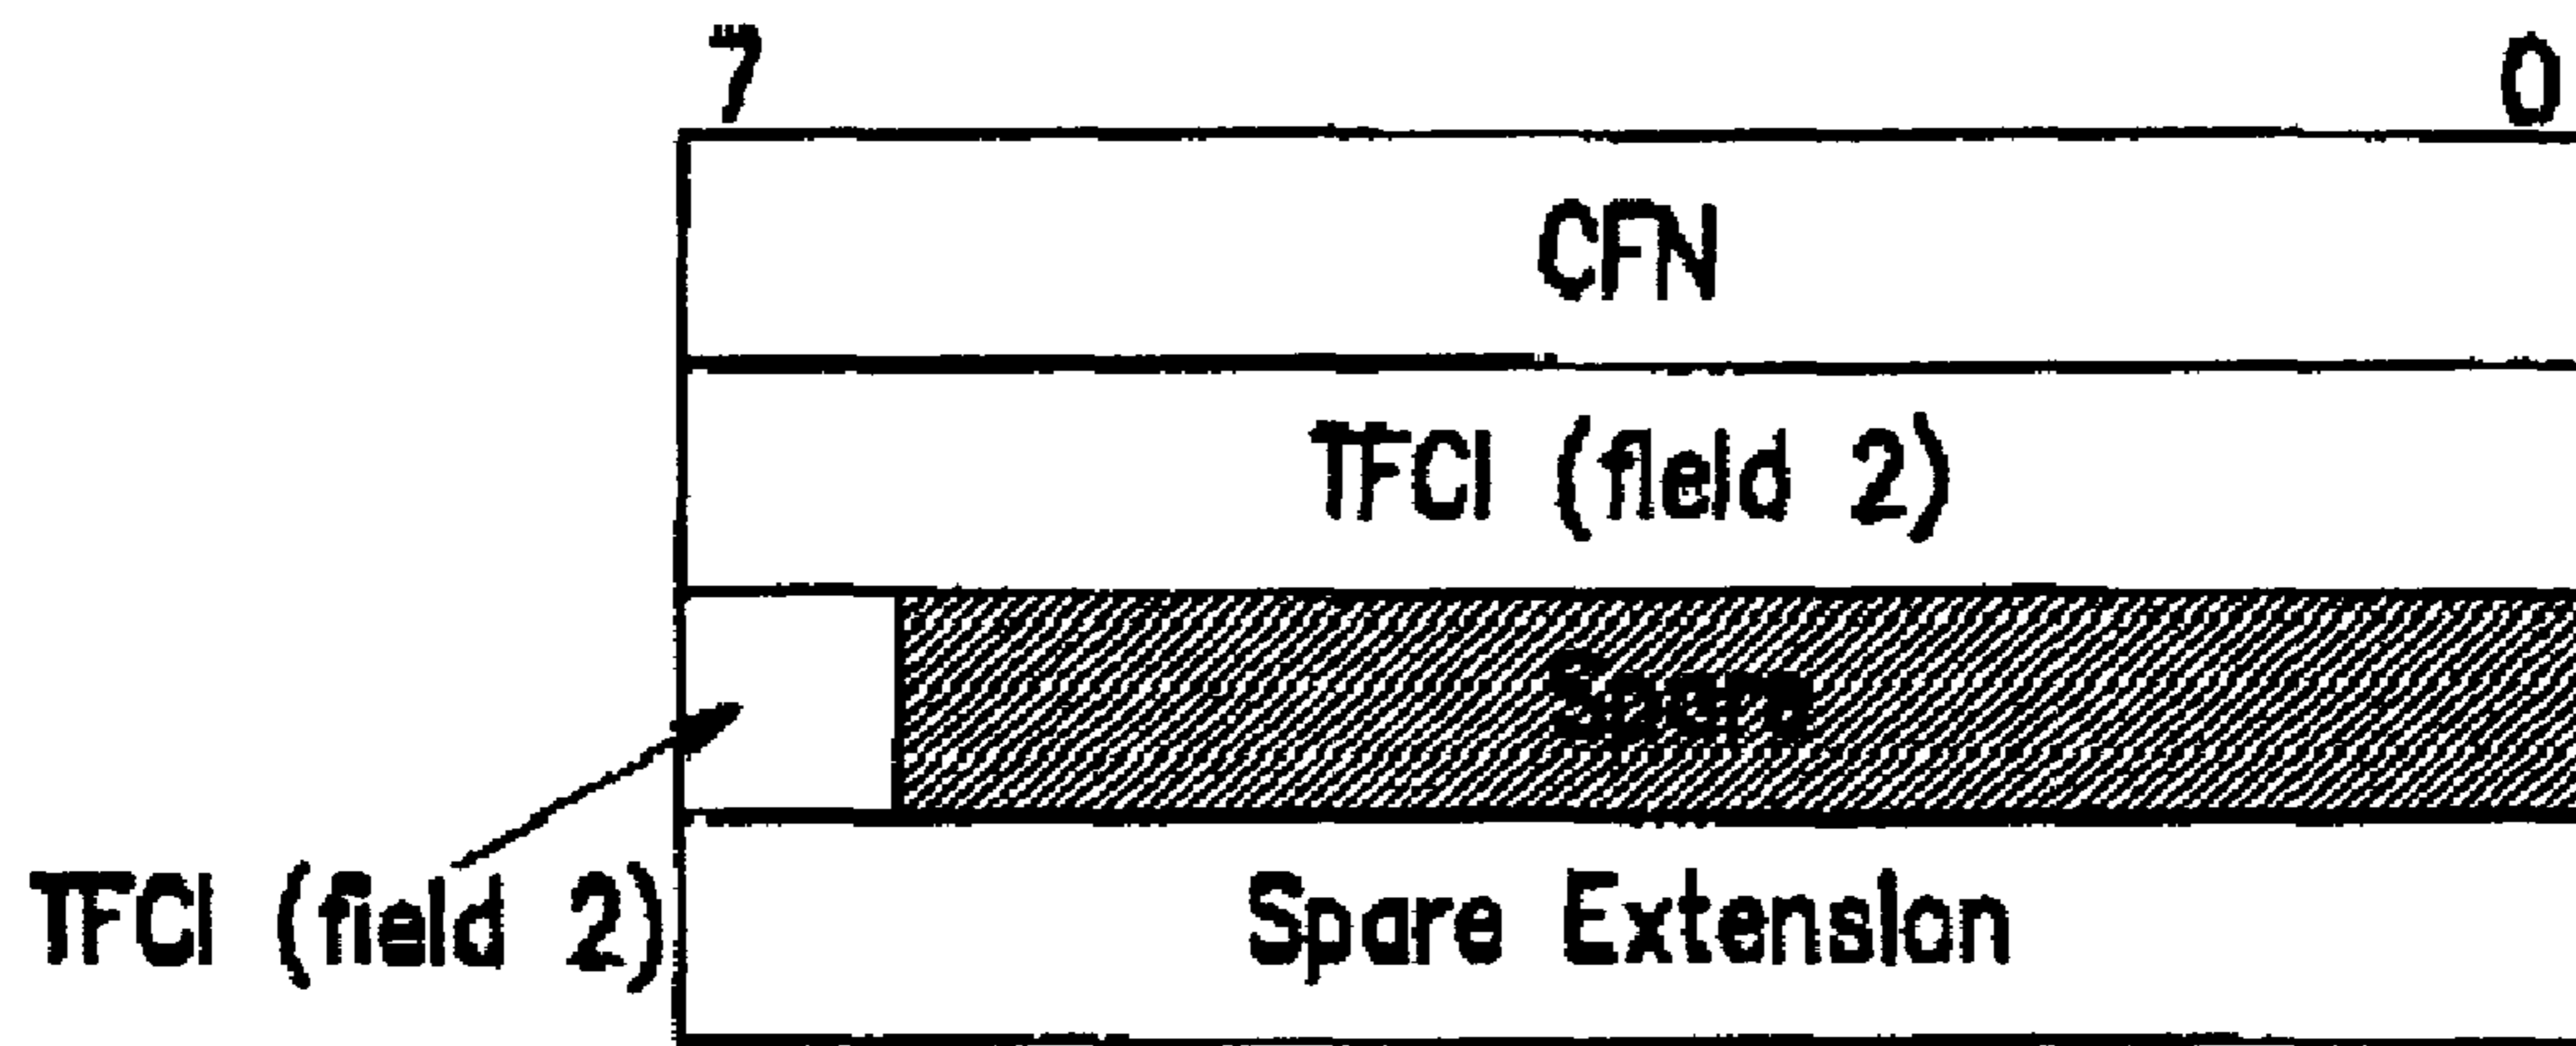 7 0
CFN
TFCI (field 2)
Spare
TFCI (field 2)
Spare Extension